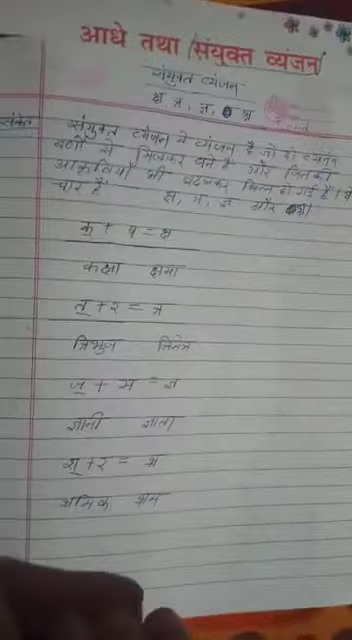 आधे तथा संयुक्त व्यंजन
संयुक्त व्यंजन
क्ष, त्र, ज्ञ, श्र
संकेत संयुक्त व्यंजन वे व्यंजन हैं जो दो व्यंजन
वर्णों से मिलकर बने हैं और जिनकी
आकृतियाँ भी बदलकर भिन्न हो गई हैं। ये
चार हैं क्ष, त्र, ज्ञ और श्र।
क् + ष = क्ष
कक्षा क्षमा
त् + र = त्र
त्रिभुज त्रिनेत्र
ज् + ञ = ज्ञ
ज्ञानी ज्ञाता
श् + र = श्र
श्रमिक श्रम